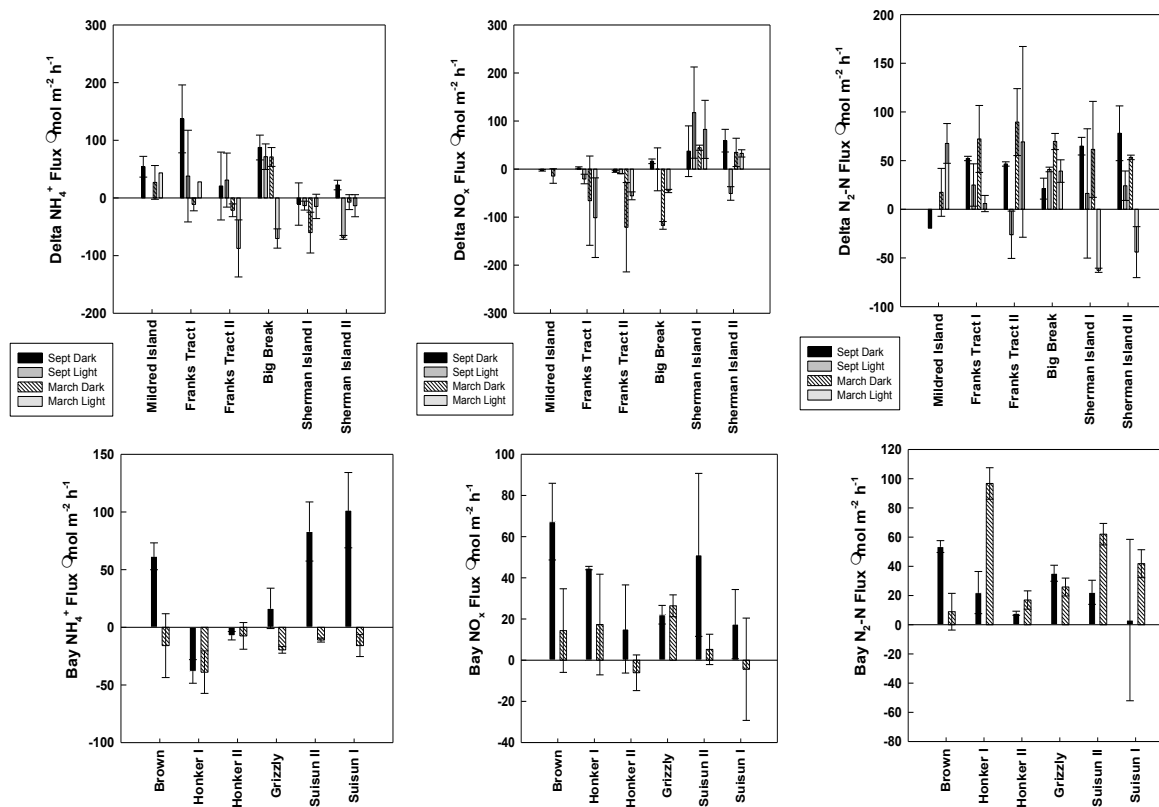 Delta NH4+ Flux mol m-2 h-1
300
200
100
0
-100
-200
Mildred Island
Franks Tract I
Franks Tract II
Big Break
Sherman Island I
Sherman Island II
Sept Dark
Sept Light
March Dark
March Light
Delta NOx Flux mol m-2 h-1
300
200
100
0
-100
-200
-300
Mildred Island
Franks Tract I
Franks Tract II
Big Break
Sherman Island I
Sherman Island II
Sept Dark
Sept Light
March Dark
March Light
Delta N2-N Flux mol m-2 h-1
200
150
100
50
0
-50
-100
Mildred Island
Franks Tract I
Franks Tract II
Big Break
Sherman Island I
Sherman Island II
Sept Dark
Sept Light
March Dark
March Light
Bay NH4+ Flux mol m-2 h-1
150
100
50
0
-50
-100
Brown
Honker I
Honker II
Grizzly
Suisun II
Suisun I
Bay NOx Flux mol m-2 h-1
100
80
60
40
20
0
-20
-40
Brown
Honker I
Honker II
Grizzly
Suisun II
Suisun I
Bay N2-N Flux mol m-2 h-1
120
100
80
60
40
20
0
-20
-40
-60
-80
Brown
Honker I
Honker II
Grizzly
Suisun II
Suisun I